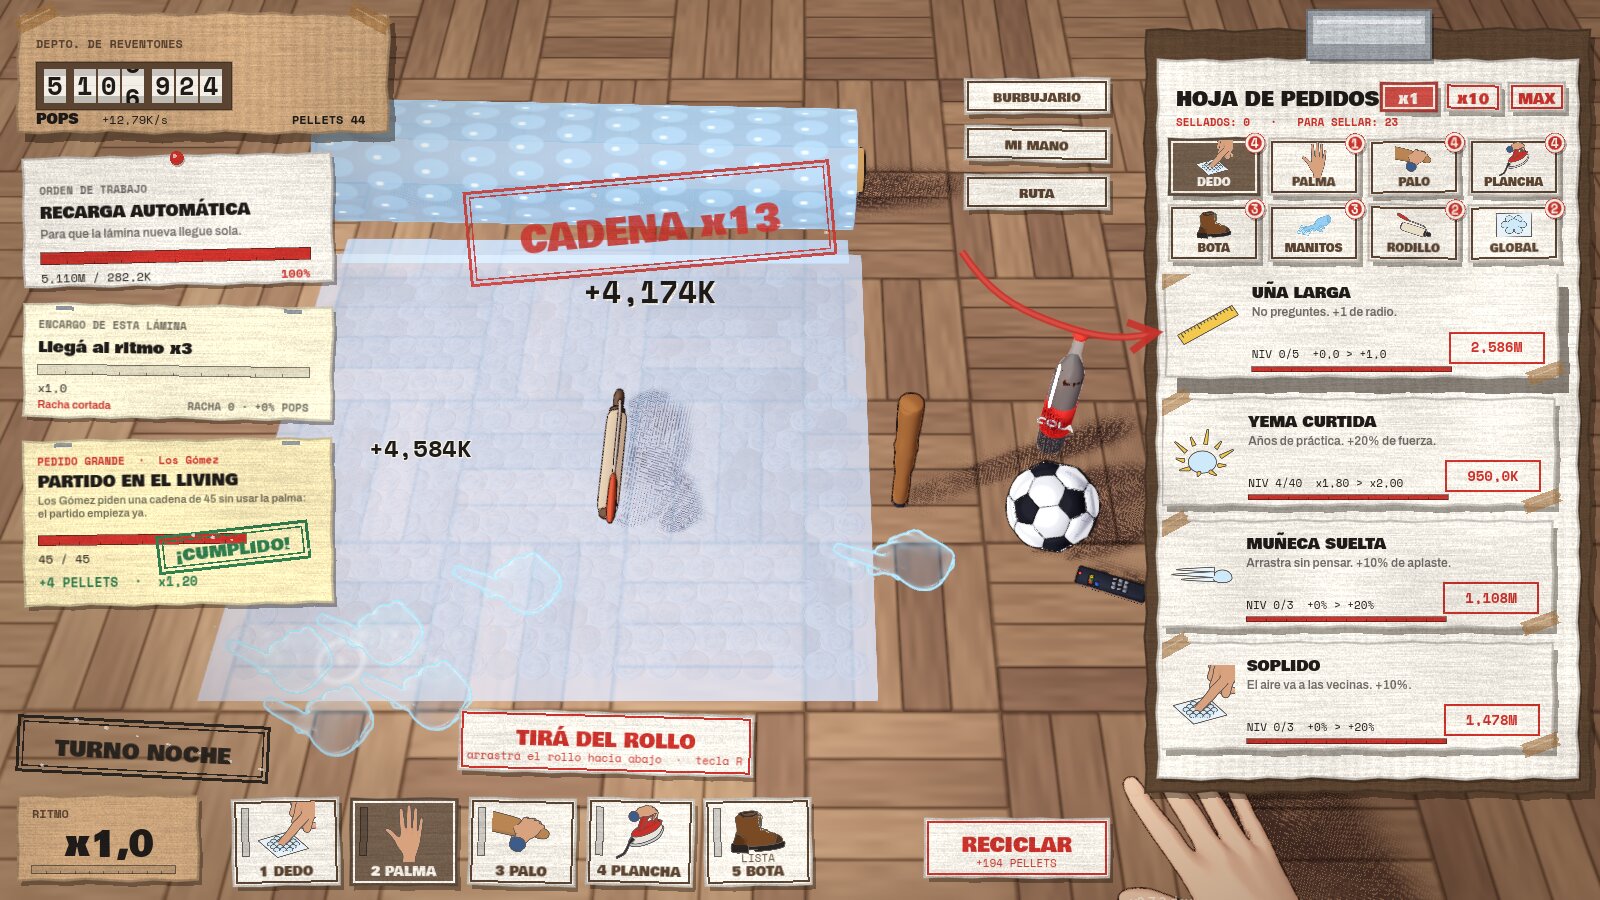 DEPTO. DE REVENTONES
POPS +12,79K/s PELLETS 44
ORDEN DE TRABAJO
RECARGA AUTOMÁTICA
Para que la lámina nueva llegue sola.
5,110M / 282.2K 100%
ENCARGO DE ESTA LÁMINA
Llegá al ritmo x3
x1,0
Racha cortada RACHA 0 · +0% POPS
PEDIDO GRANDE · Los Gómez
PARTIDO EN EL LIVING
Los Gómez piden una cadena de 45 sin usar la palma:
el partido empieza ya.
¡CUMPLIDO!
45 / 45
+4 PELLETS · x1,20
TURNO NOCHE
RITMO
x1,0
CADENA x13
+4,174K
+4,584K
COLA
TIRÁ DEL ROLLO
arrastrá el rollo hacia abajo · tecla R
1 DEDO
2 PALMA
3 PALO
4 PLANCHA
LISTA
5 BOTA
RECICLAR
+194 PELLETS
BURBUJARIO
MI MANO
RUTA
HOJA DE PEDIDOS x1 x10 MAX
SELLADOS: 0 · PARA SELLAR: 23
4 1 4 4
DEDO PALMA PALO PLANCHA
3 3 2 2
BOTA MANITOS RODILLO GLOBAL
UÑA LARGA
No preguntes. +1 de radio.
NIV 0/5 +0,0 > +1,0 2,586M
YEMA CURTIDA
Años de práctica. +20% de fuerza.
NIV 4/40 x1,80 > x2,00 950,0K
MUÑECA SUELTA
Arrastra sin pensar. +10% de aplaste.
NIV 0/3 +0% > +20% 1,108M
SOPLIDO
El aire va a las vecinas. +10%.
NIV 0/3 +0% > +20% 1,478M